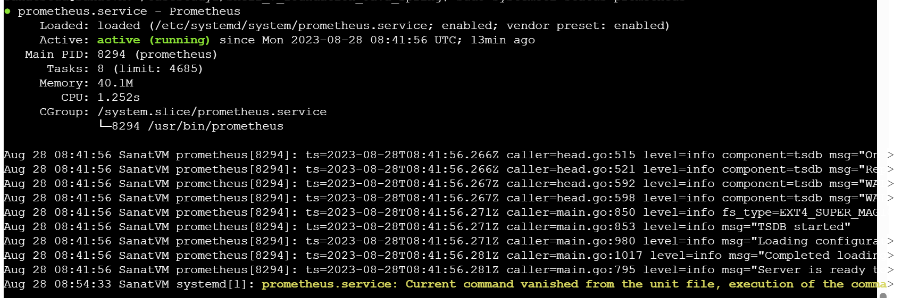 ● prometheus.service - Prometheus
Loaded: loaded (/etc/systemd/system/prometheus.service; enabled; vendor preset: enabled)
Active: active (running) since Mon 2023-08-28 08:41:56 UTC; 13min ago
Main PID: 8294 (prometheus)
Tasks: 8 (limit: 4685)
Memory: 40.1M
CPU: 1.252s
CGroup: /system.slice/prometheus.service
└─8294 /usr/bin/prometheus
Aug 28 08:41:56 SanatVM prometheus[8294]: ts=2023-08-28T08:41:56.266Z caller=head.go:515 level=info component=tsdb msg="On >
Aug 28 08:41:56 SanatVM prometheus[8294]: ts=2023-08-28T08:41:56.266Z caller=head.go:521 level=info component=tsdb msg="Re >
Aug 28 08:41:56 SanatVM prometheus[8294]: ts=2023-08-28T08:41:56.267Z caller=head.go:592 level=info component=tsdb msg="WA >
Aug 28 08:41:56 SanatVM prometheus[8294]: ts=2023-08-28T08:41:56.267Z caller=head.go:598 level=info component=tsdb msg="WA >
Aug 28 08:41:56 SanatVM prometheus[8294]: ts=2023-08-28T08:41:56.271Z caller=main.go:850 level=info fs_type=EXT4_SUPER_MAG >
Aug 28 08:41:56 SanatVM prometheus[8294]: ts=2023-08-28T08:41:56.271Z caller=main.go:853 level=info msg="TSDB started"
Aug 28 08:41:56 SanatVM prometheus[8294]: ts=2023-08-28T08:41:56.271Z caller=main.go:980 level=info msg="Loading configura >
Aug 28 08:41:56 SanatVM prometheus[8294]: ts=2023-08-28T08:41:56.281Z caller=main.go:1017 level=info msg="Completed loadin >
Aug 28 08:41:56 SanatVM prometheus[8294]: ts=2023-08-28T08:41:56.281Z caller=main.go:795 level=info msg="Server is ready t >
Aug 28 08:54:33 SanatVM systemd[1]: prometheus.service: Current command vanished from the unit file, execution of the comma >